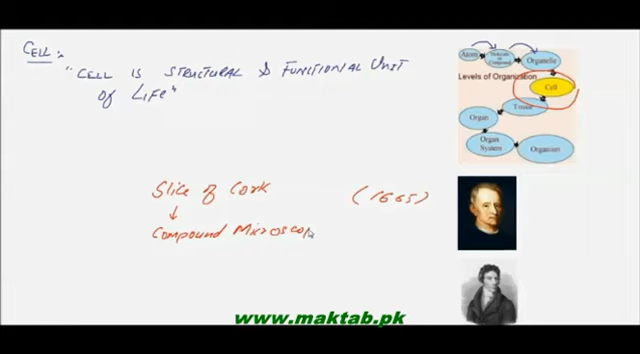 CELL:
"CELL IS STRUCTURAL & FUNCTIONAL UNIT
OF LIFE"
Atom
Organelle
Levels of Organization
Cell
Tissue
Organ
Organ
System
Organism
Slice of Cork (1665)
Compound Microscop
www.maktab.pk